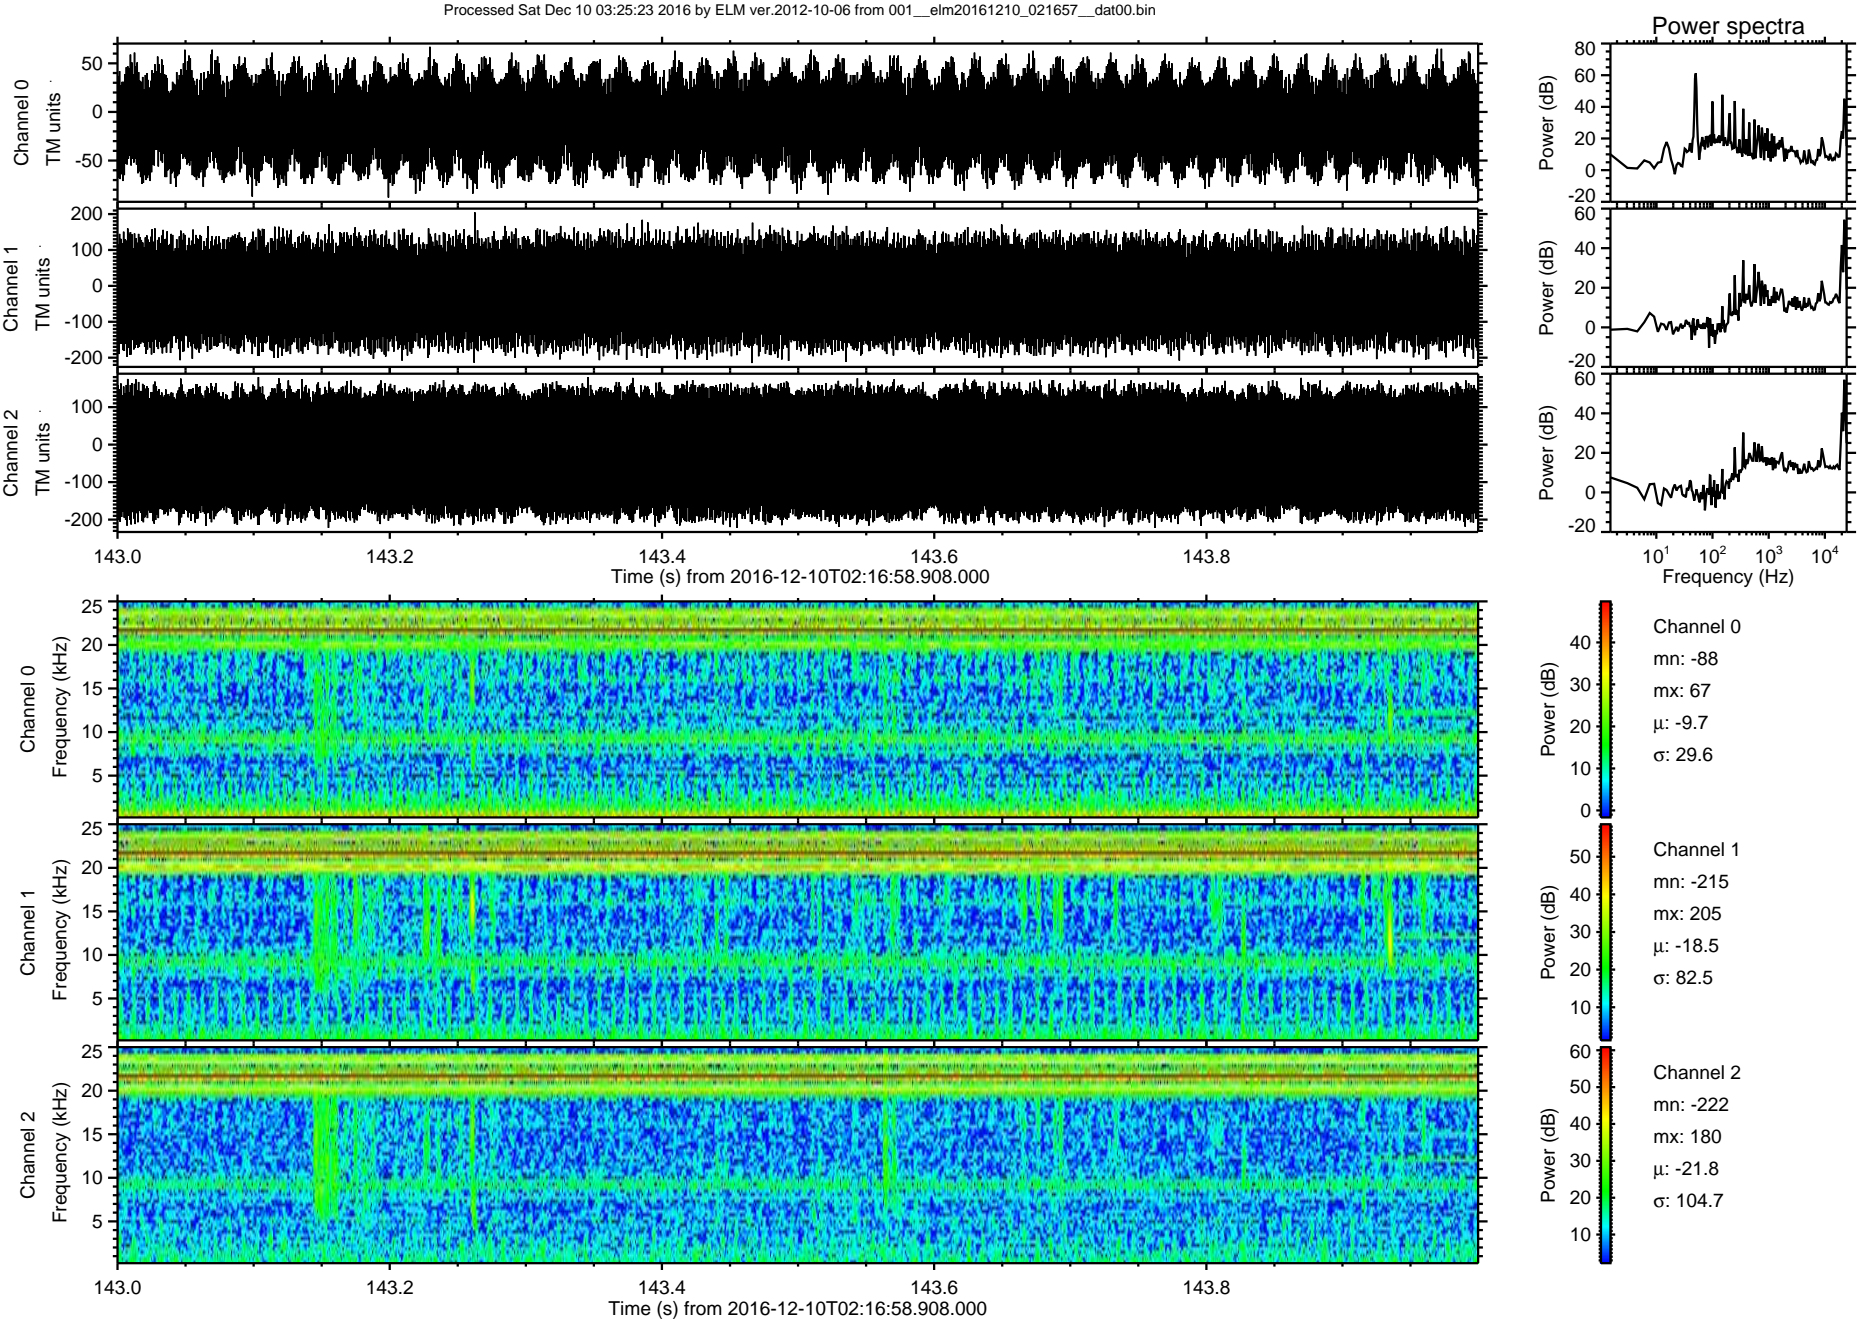 Processed Sat Dec 10 03:25:23 2016 by ELM ver.2012-10-06 from 001__elm20161210_021657__dat00.bin
Power spectra
Channel 0
TM units
50
0
-50
Power (dB)
80
60
40
20
0
-20
Channel 1
TM units
200
100
0
-100
-200
Power (dB)
60
40
20
0
-20
Channel 2
TM units
100
0
-100
-200
Power (dB)
60
40
20
0
-20
143.0 143.2 143.4 143.6 143.8
Time (s) from 2016-12-10T02:16:58.908.000
10^1 10^2 10^3 10^4
Frequency (Hz)
Channel 0
Frequency (kHz)
25
20
15
10
5
Power (dB)
40
30
20
10
0
Channel 0
mn: -88
mx: 67
μ: -9.7
σ: 29.6
Channel 1
Frequency (kHz)
25
20
15
10
5
Power (dB)
50
40
30
20
10
Channel 1
mn: -215
mx: 205
μ: -18.5
σ: 82.5
Channel 2
Frequency (kHz)
25
20
15
10
5
Power (dB)
60
50
40
30
20
10
Channel 2
mn: -222
mx: 180
μ: -21.8
σ: 104.7
143.0 143.2 143.4 143.6 143.8
Time (s) from 2016-12-10T02:16:58.908.000